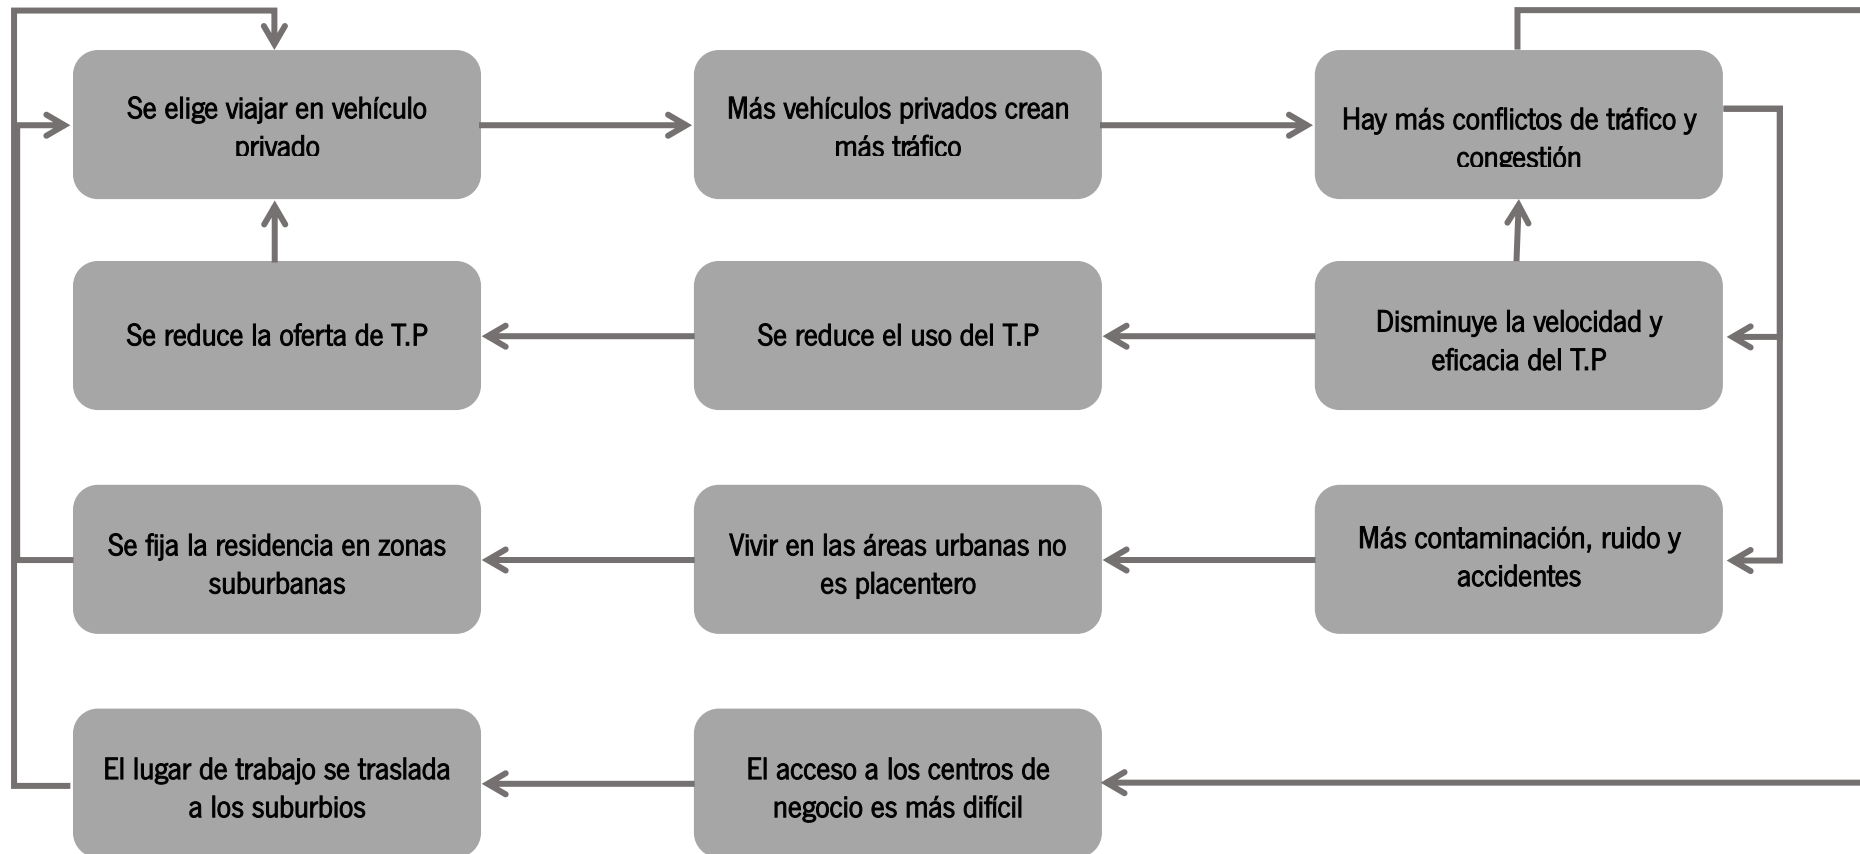 Se elige viajar en vehículo
privado
Más vehículos privados crean
más tráfico
Hay más conflictos de tráfico y
congestión
Se reduce la oferta de T.P
Se reduce el uso del T.P
Disminuye la velocidad y
eficacia del T.P
Se fija la residencia en zonas
suburbanas
Vivir en las áreas urbanas no
es placentero
Más contaminación, ruido y
accidentes
El lugar de trabajo se traslada
a los suburbios
El acceso a los centros de
negocio es más difícil